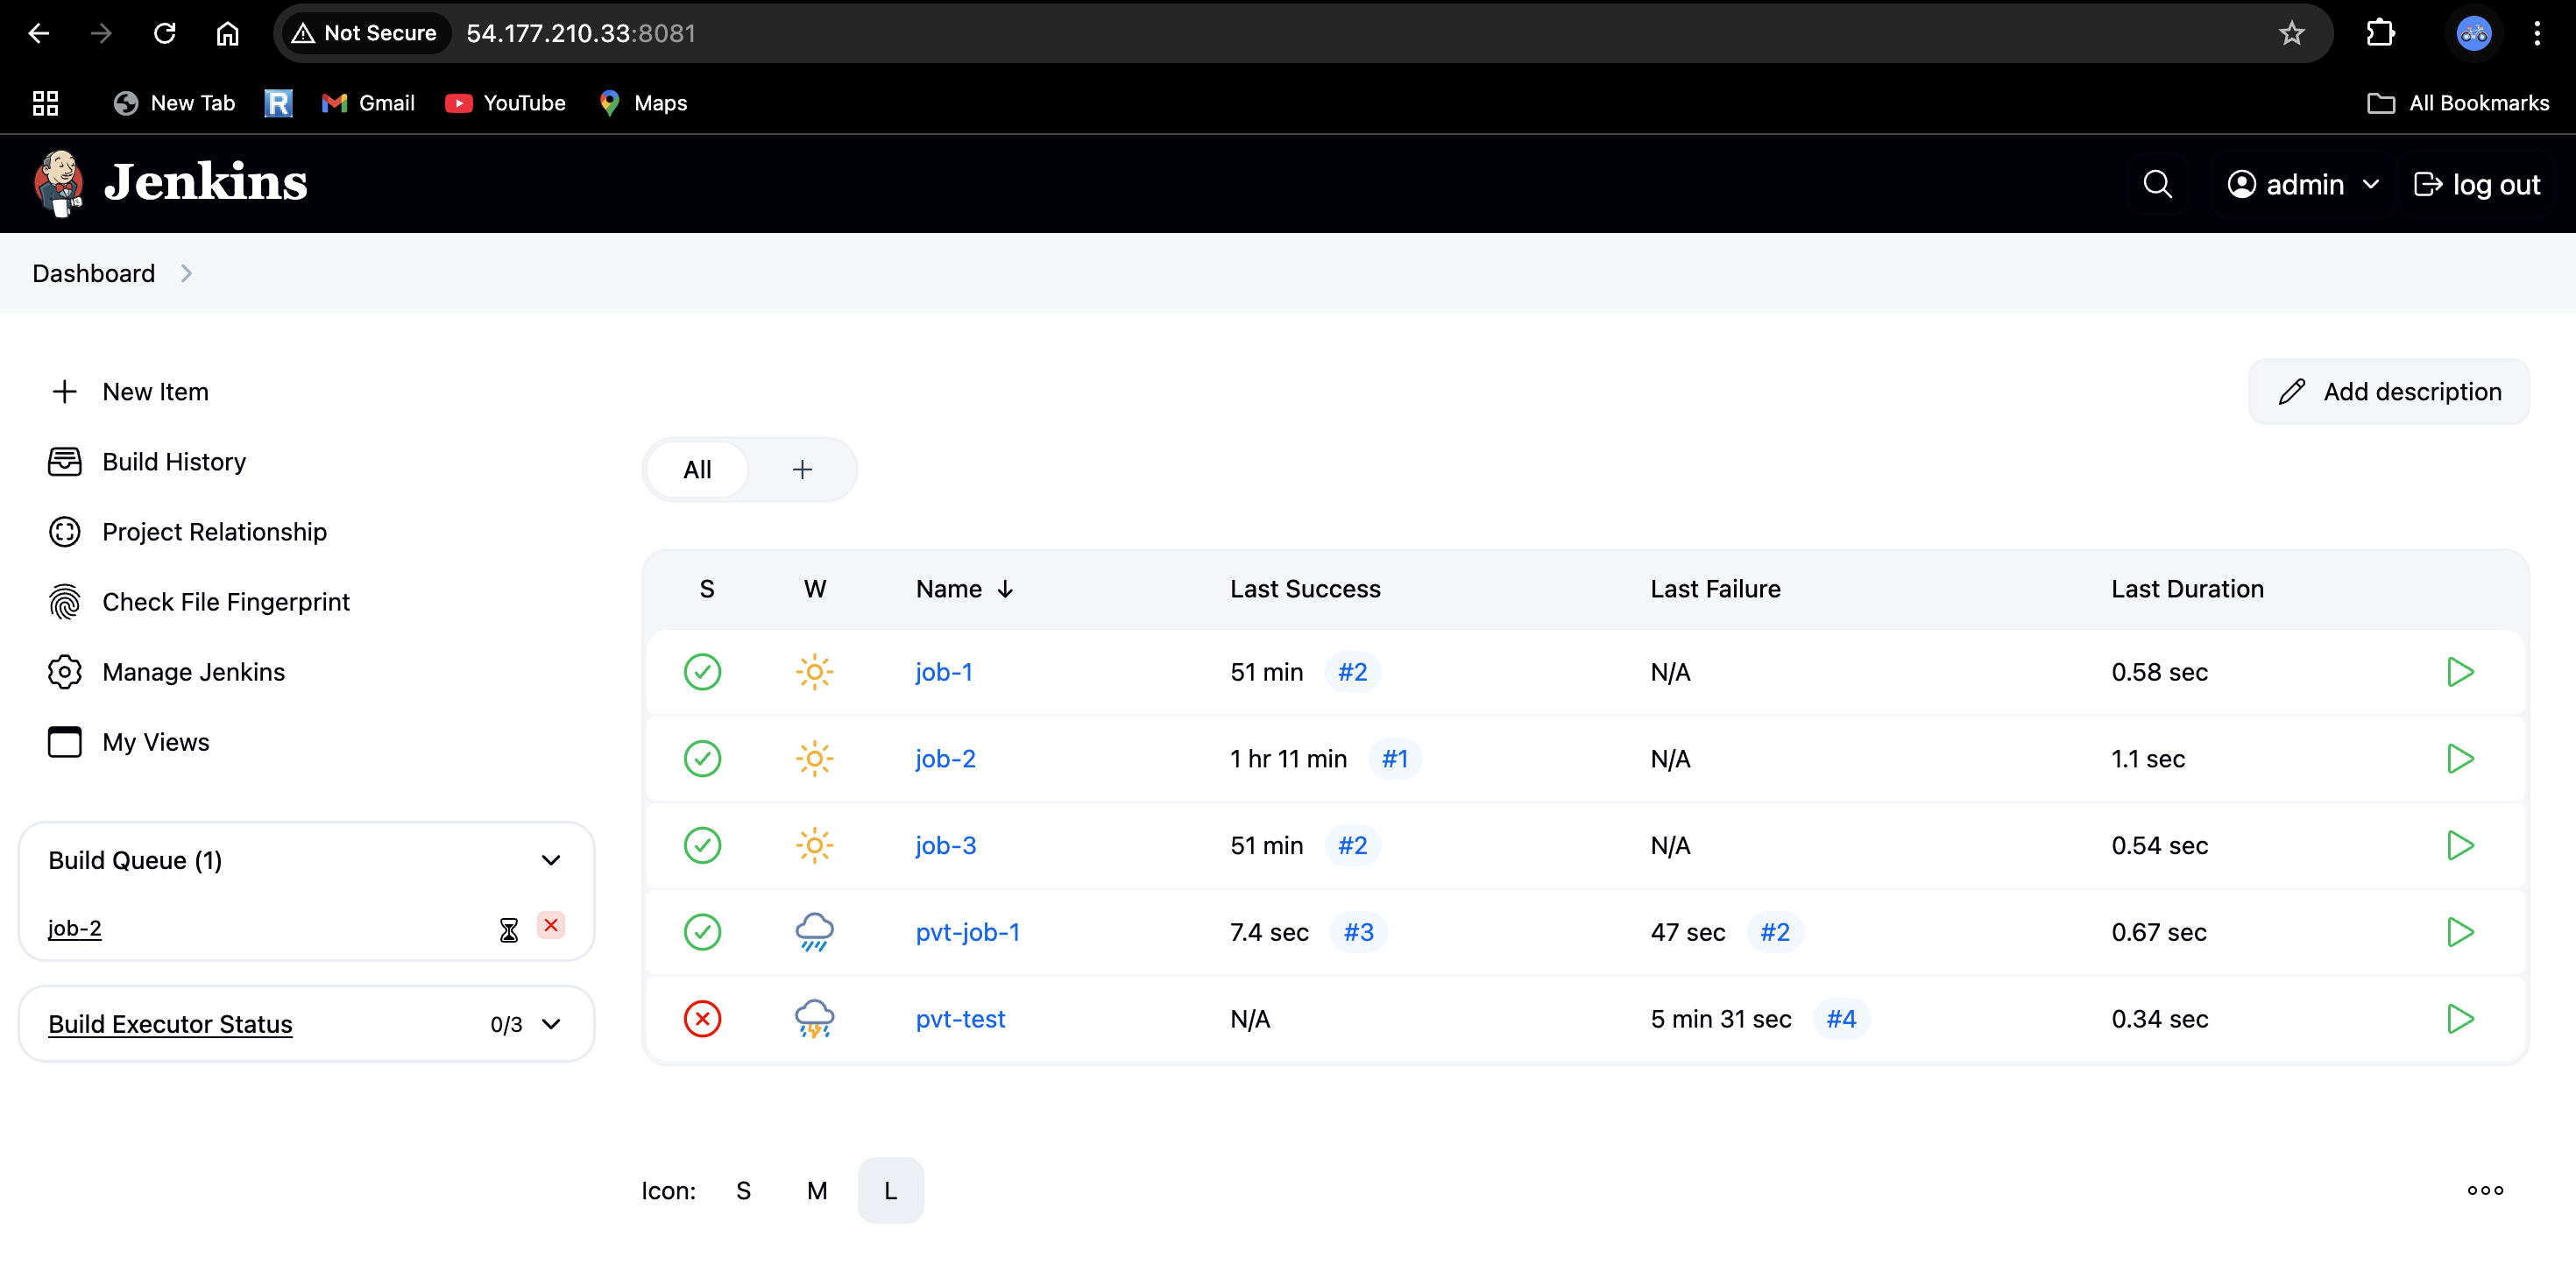 Not Secure 54.177.210.33:8081
New Tab R Gmail YouTube Maps All Bookmarks
Jenkins admin log out
Dashboard
New Item
Build History
Project Relationship
Check File Fingerprint
Manage Jenkins
My Views
Build Queue (1)
job-2
Build Executor Status 0/3
Add description
All +
S W Name ↓ Last Success Last Failure Last Duration
job-1 51 min #2 N/A 0.58 sec
job-2 1 hr 11 min #1 N/A 1.1 sec
job-3 51 min #2 N/A 0.54 sec
pvt-job-1 7.4 sec #3 47 sec #2 0.67 sec
pvt-test N/A 5 min 31 sec #4 0.34 sec
Icon: S M L